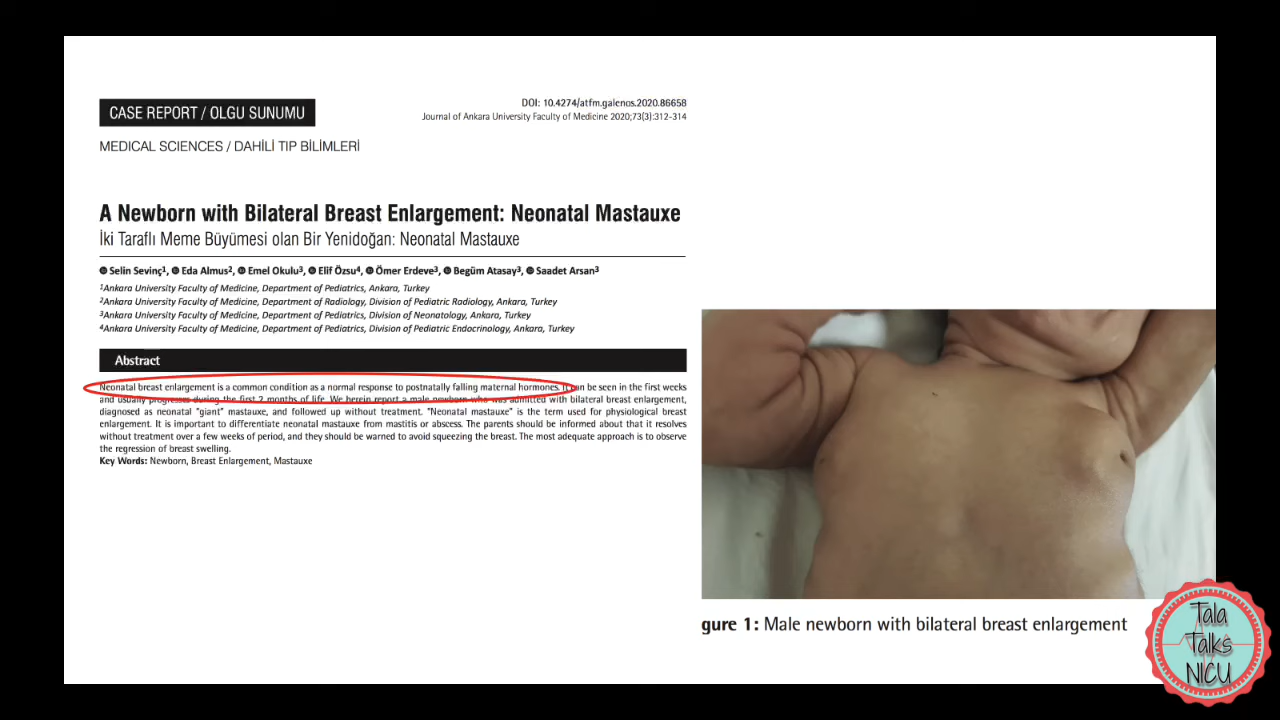 CASE REPORT / OLGU SUNUMU
DOI: 10.4274/atfm.galenos.2020.86658
Journal of Ankara University Faculty of Medicine 2020;73(3):312-314
MEDICAL SCIENCES / DAHİLİ TIP BİLİMLERİ
A Newborn with Bilateral Breast Enlargement: Neonatal Mastauxe
İki Taraflı Meme Büyümesi olan Bir Yenidoğan: Neonatal Mastauxe
Selin Sevinç1, Eda Almus2, Emel Okulu3, Elif Özsu4, Ömer Erdeve3, Begüm Atasay3, Saadet Arsan3
1Ankara University Faculty of Medicine, Department of Pediatrics, Ankara, Turkey
2Ankara University Faculty of Medicine, Department of Radiology, Division of Pediatric Radiology, Ankara, Turkey
3Ankara University Faculty of Medicine, Department of Pediatrics, Division of Neonatology, Ankara, Turkey
4Ankara University Faculty of Medicine, Department of Pediatrics, Division of Pediatric Endocrinology, Ankara, Turkey
Abstract
Neonatal breast enlargement is a common condition as a normal response to postnatally falling maternal hormones. It can be seen in the first weeks
and usually progresses during the first 2 months of life. We herein report a male newborn who was admitted with bilateral breast enlargement,
diagnosed as neonatal "giant" mastauxe, and followed up without treatment. "Neonatal mastauxe" is the term used for physiological breast
enlargement. It is important to differentiate neonatal mastauxe from mastitis or abscess. The parents should be informed about that it resolves
without treatment over a few weeks of period, and they should be warned to avoid squeezing the breast. The most adequate approach is to observe
the regression of breast swelling.
Key Words: Newborn, Breast Enlargement, Mastauxe
gure 1: Male newborn with bilateral breast enlargement
Tala
Talks
NICU